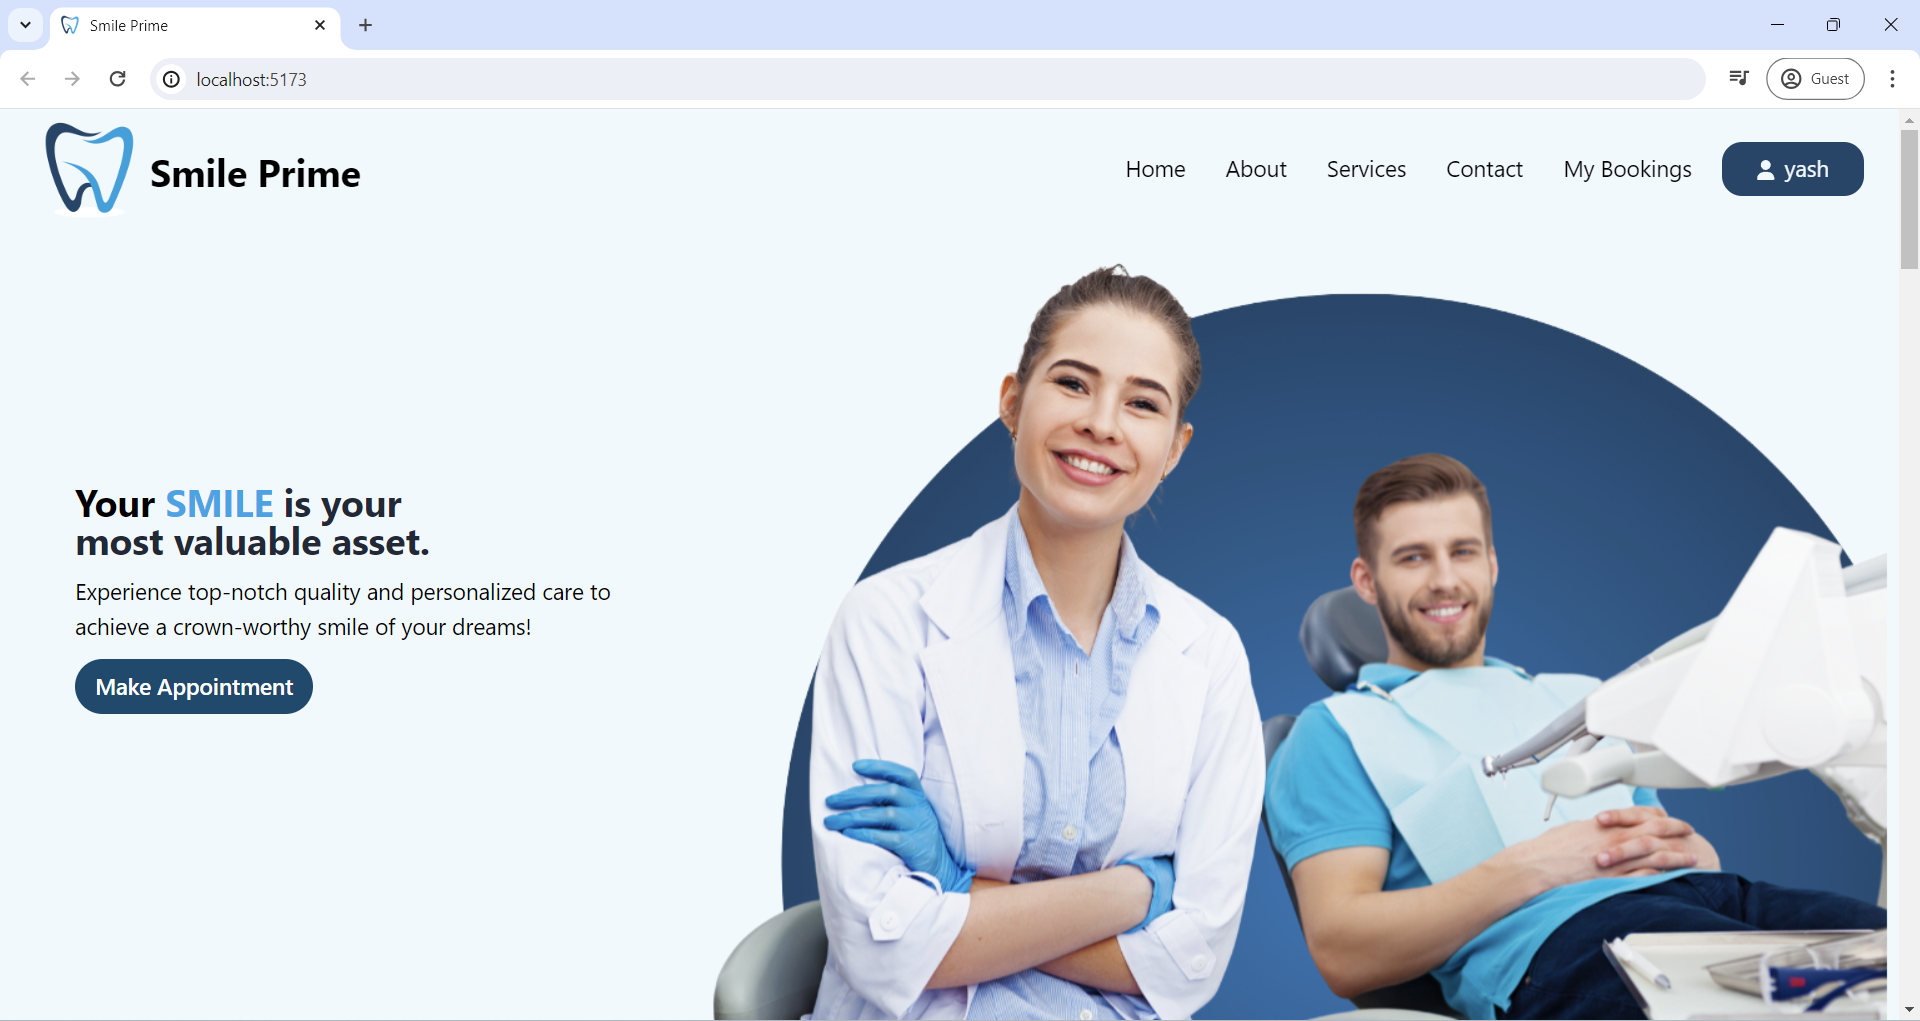 Smile Prime
localhost:5173
Guest
Smile Prime
Home About Services Contact My Bookings yash
Your SMILE is your
most valuable asset.
Experience top-notch quality and personalized care to
achieve a crown-worthy smile of your dreams!
Make Appointment